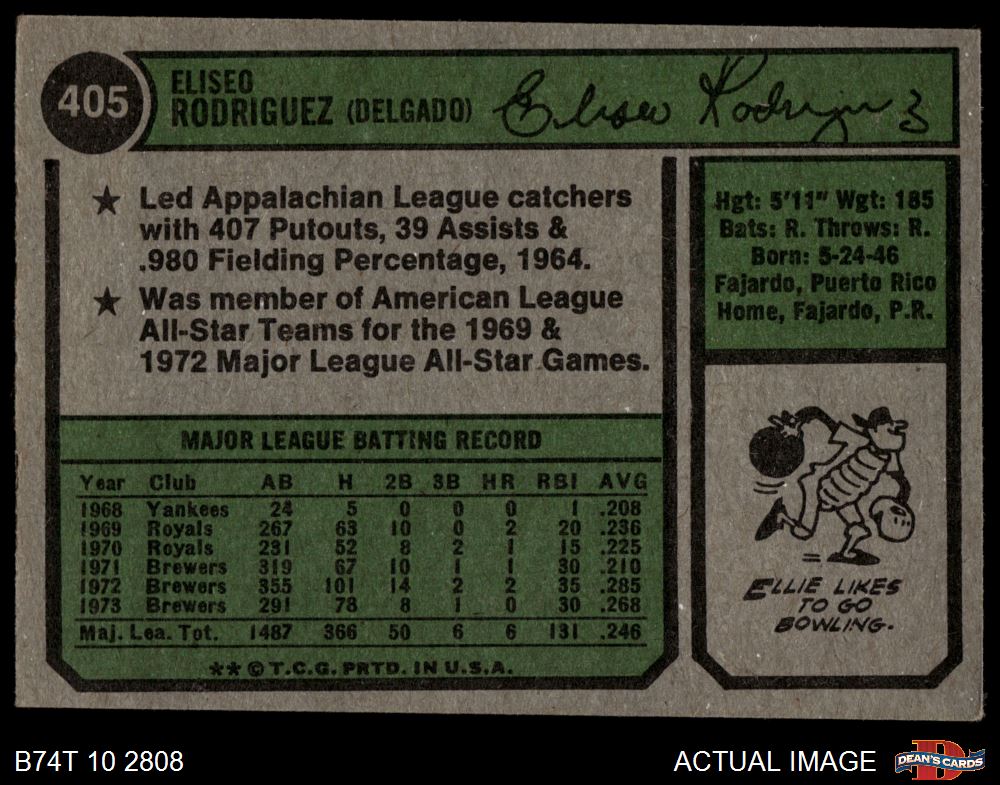 405
ELISEO
RODRIGUEZ (DELGADO)
Eliseo Rodriguez
★ Led Appalachian League catchers
with 407 Putouts, 39 Assists &
.980 Fielding Percentage, 1964.
★ Was member of American League
All-Star Teams for the 1969 &
1972 Major League All-Star Games.
Hgt: 5'11" Wgt: 185
Bats: R. Throws: R.
Born: 5-24-46
Fajardo, Puerto Rico
Home, Fajardo, P.R.
MAJOR LEAGUE BATTING RECORD
Year Club AB H 2B 3B HR RBI AVG
1968 Yankees 24 5 0 0 0 1 .208
1969 Royals 267 63 10 0 2 20 .236
1970 Royals 231 52 8 2 1 15 .225
1971 Brewers 319 67 10 1 1 30 .210
1972 Brewers 355 101 14 2 2 35 .285
1973 Brewers 291 78 8 1 0 30 .268
Maj. Lea. Tot. 1487 366 50 6 6 131 .246
** © T.C.G. PRTD. IN U.S.A.
ELLIE LIKES
TO GO
BOWLING.
B74T 10 2808
ACTUAL IMAGE
DEAN'S CARDS